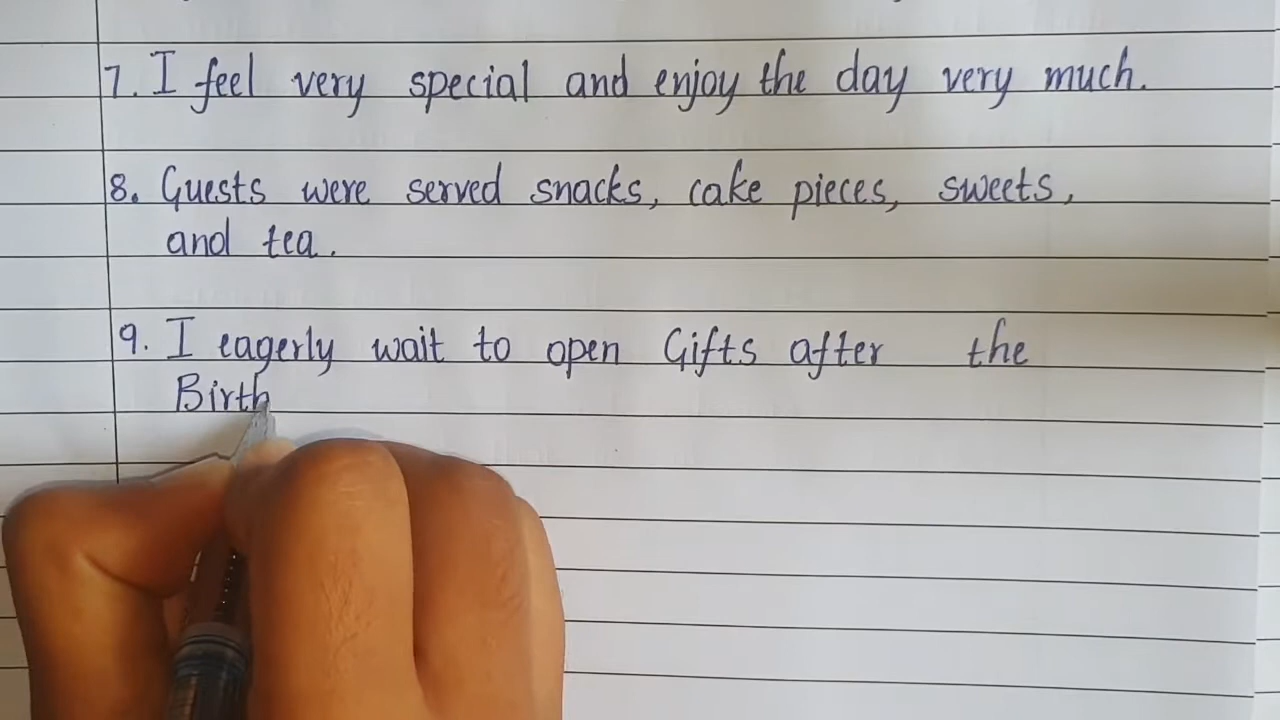 7. I feel very special and enjoy the day very much.
8. Guests were served snacks, cake pieces, sweets,
and tea.
9. I eagerly wait to open Gifts after the
Birth